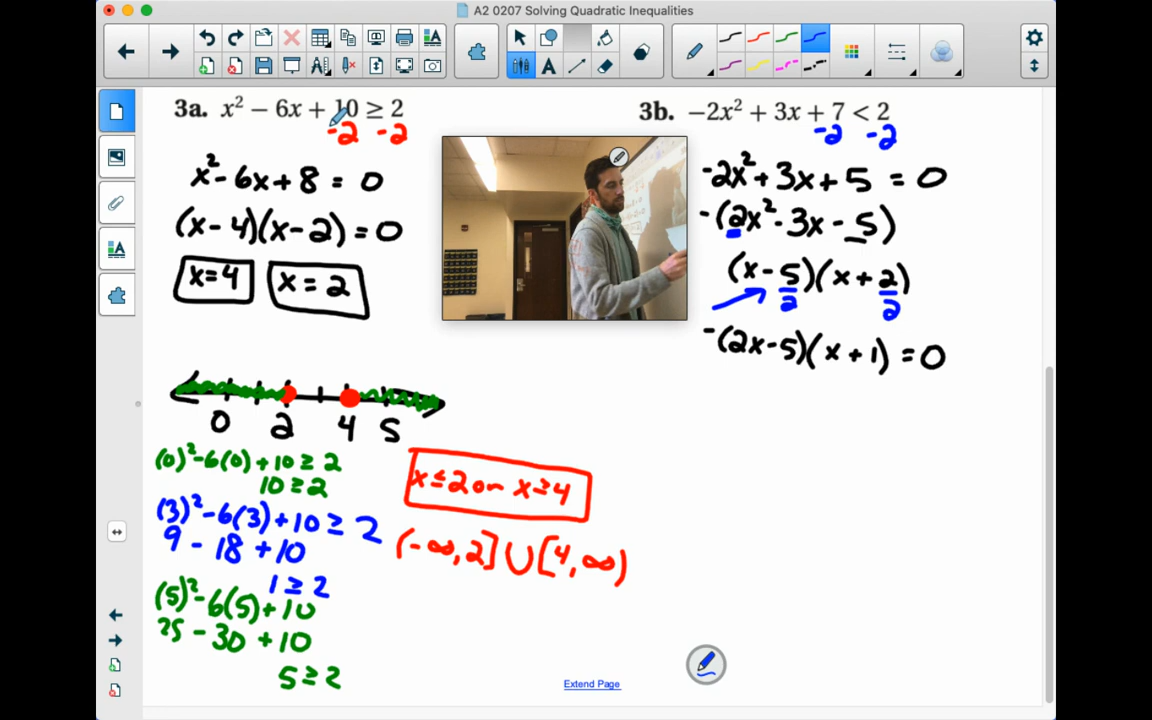 A2 0207 Solving Quadratic Inequalities
3a. x² − 6x + 10 ≥ 2
-2 -2
x² - 6x + 8 = 0
(x - 4)(x - 2) = 0
x = 4 x = 2
0 2 4 5
(0)² - 6(0) + 10 ≥ 2
10 ≥ 2
(3)² - 6(3) + 10 ≥ 2
9 - 18 + 10
1 ≥ 2
(5)² - 6(5) + 10
25 - 30 + 10
5 ≥ 2
x ≤ 2 or x ≥ 4
(-∞, 2] ∪ [4, ∞)
3b. −2x² + 3x + 7 < 2
-2 -2
-2x² + 3x + 5 = 0
-(2x² - 3x - 5)
(x - 5/2)(x + 2/2)
-(2x - 5)(x + 1) = 0
Extend Page